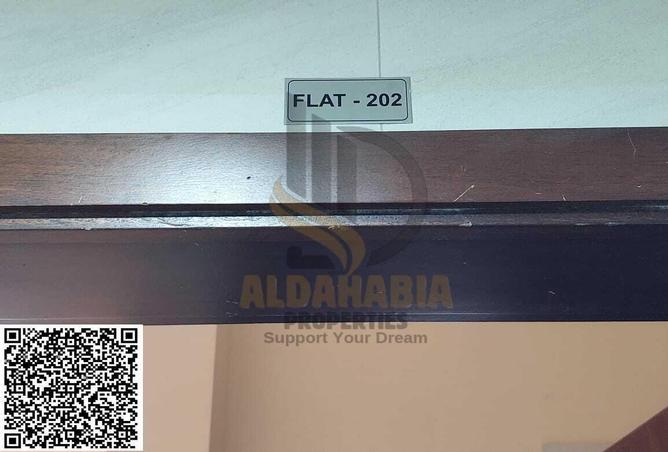 FLAT - 202
ALDAHABIA
PROPERTIES
Support Your Dream